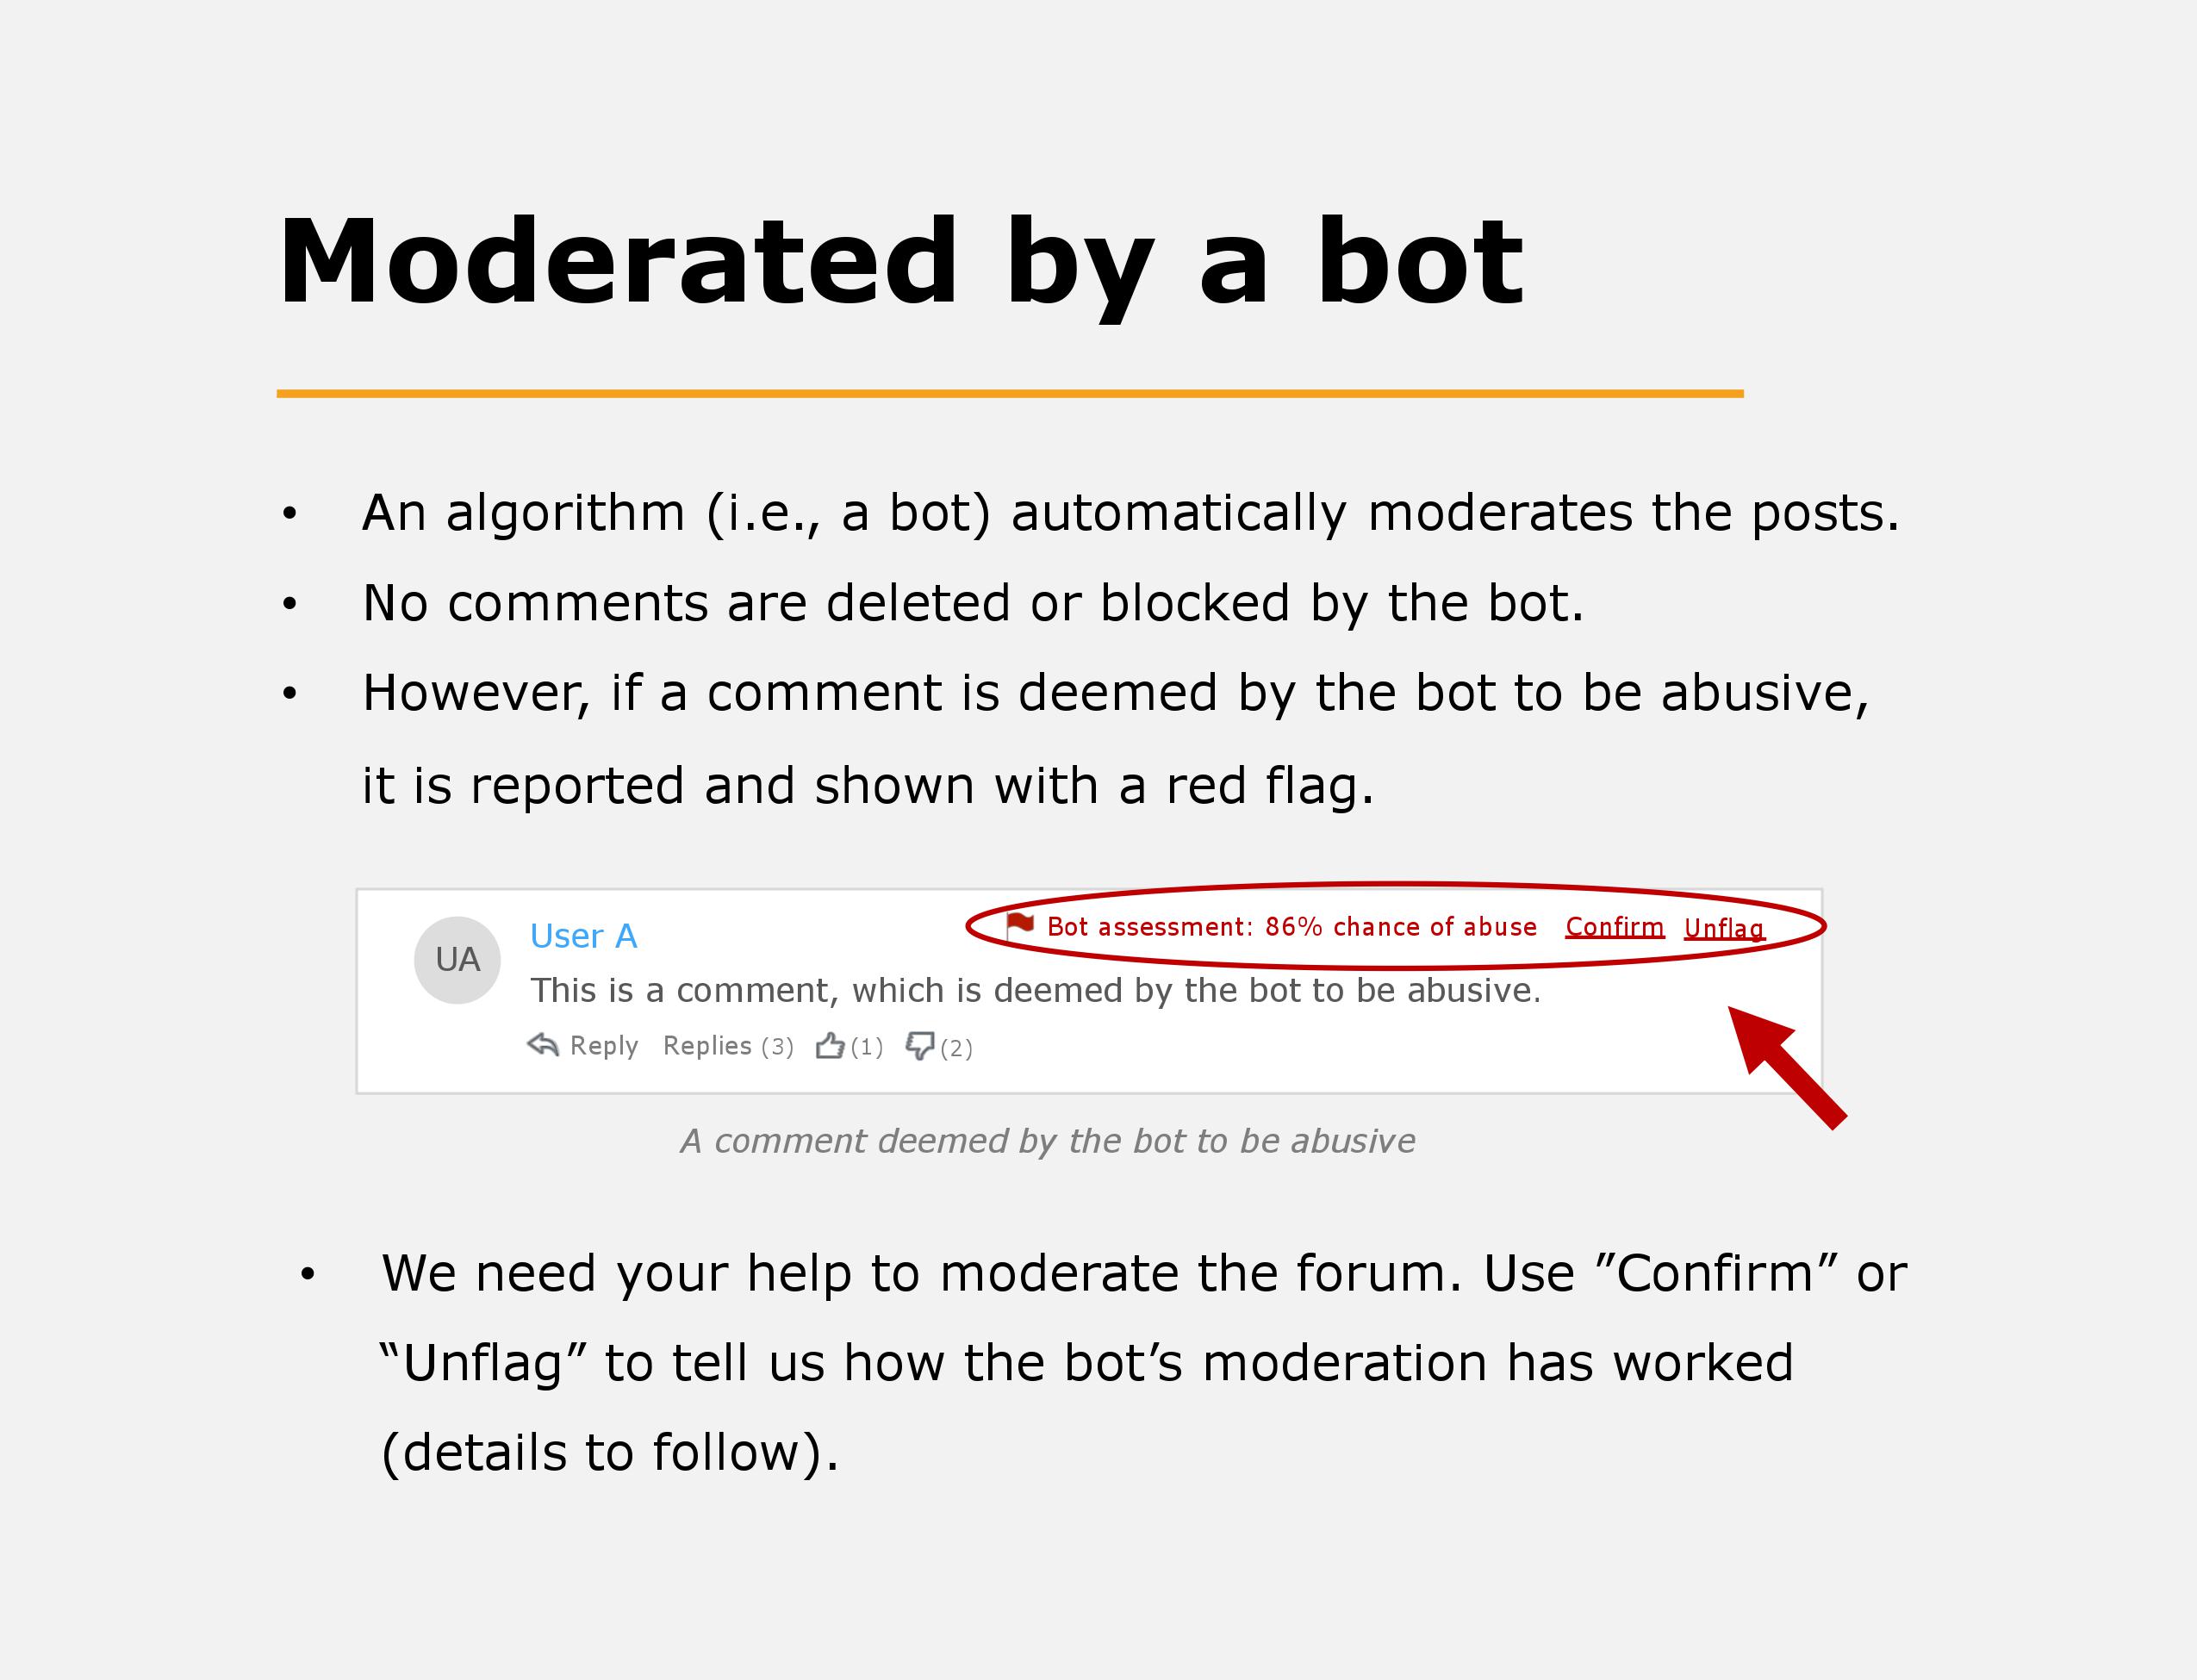 Moderated by a bot
• An algorithm (i.e., a bot) automatically moderates the posts.
• No comments are deleted or blocked by the bot.
• However, if a comment is deemed by the bot to be abusive,
it is reported and shown with a red flag.
Bot assessment: 86% chance of abuse Confirm Unflag
UA
User A
This is a comment, which is deemed by the bot to be abusive.
Reply Replies (3) (1) (2)
A comment deemed by the bot to be abusive
• We need your help to moderate the forum. Use ”Confirm” or
“Unflag” to tell us how the bot’s moderation has worked
(details to follow).